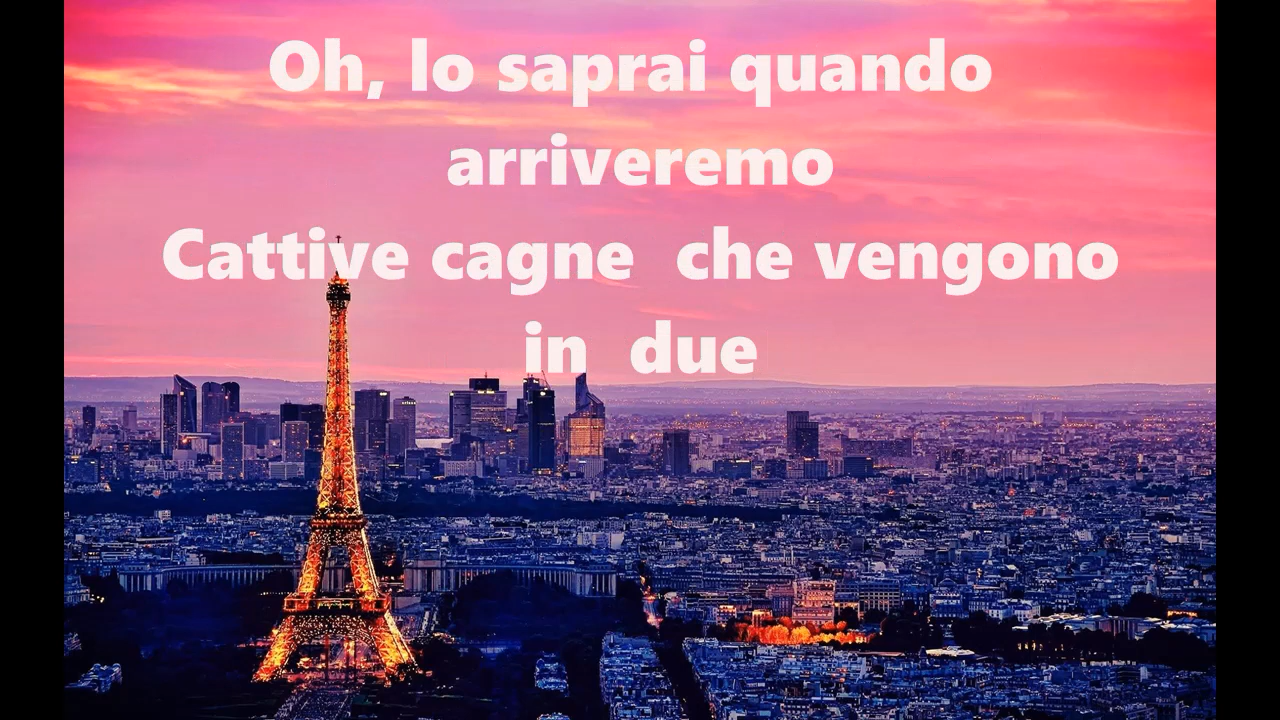 Oh, lo saprai quando
arriveremo
Cattive cagne che vengono
in due